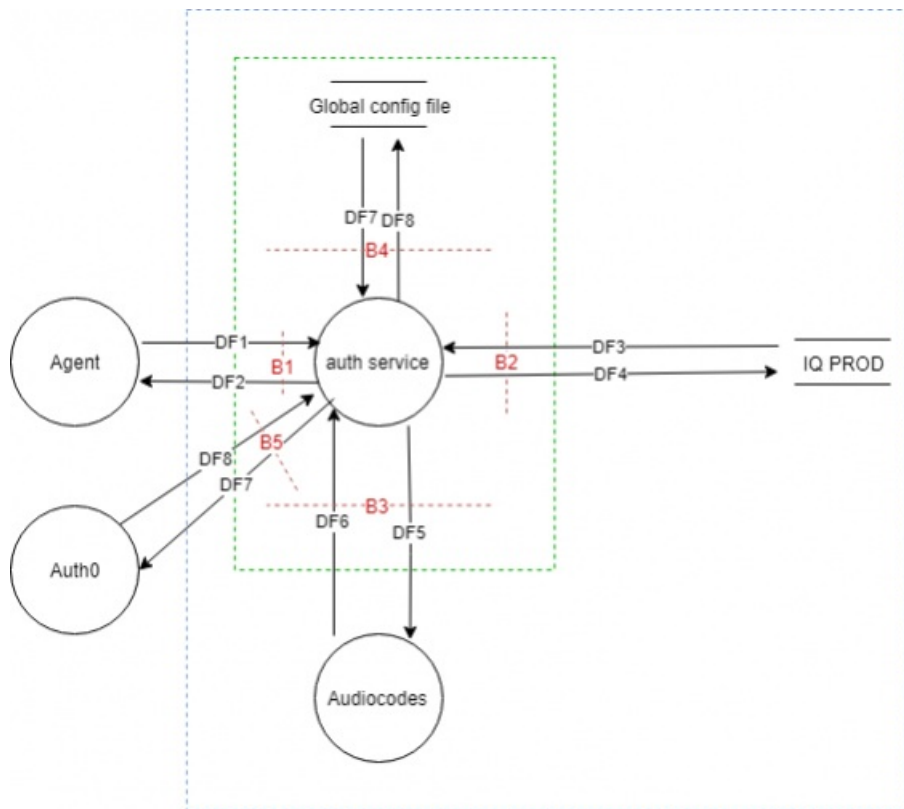 Global config file
DF7 DF8
B4
Agent
DF1
B1
DF2
auth service
B2
DF3
DF4
IQ PROD
B5
DF8
DF7
B3
DF6
DF5
Auth0
Audiocodes